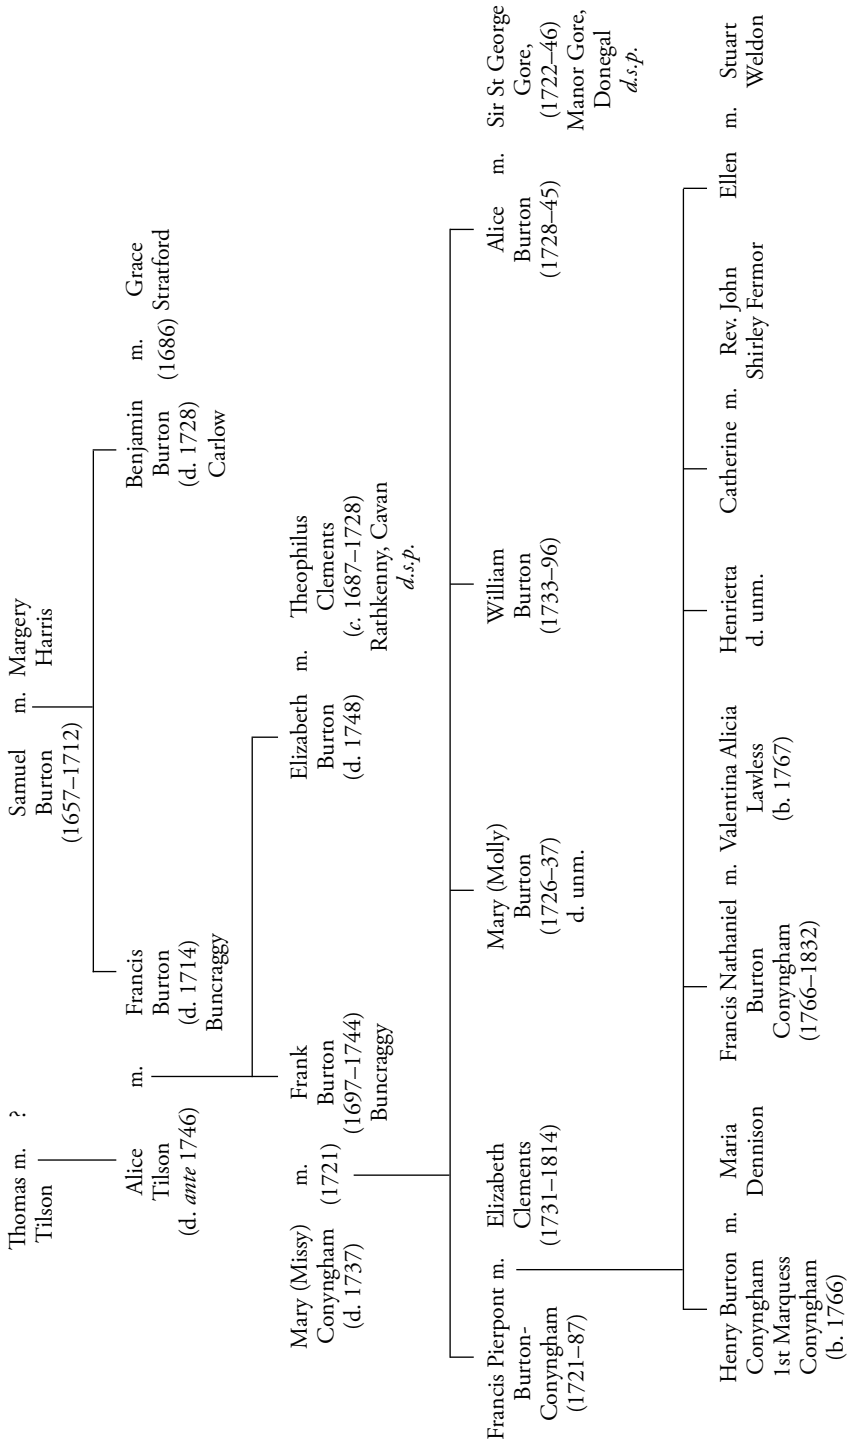 Thomas m. ?
Tilson
Samuel m. Margery
Burton Harris
(1657–1712)
Alice
Tilson
(d. ante 1746)
m.
Francis
Burton
(d. 1714)
Buncraggy
Benjamin
Burton
(d. 1728)
Carlow
m.
(1686)
Grace
Stratford
Mary (Missy)
Conyngham
(d. 1737)
m.
(1721)
Frank
Burton
(1697–1744)
Buncraggy
Elizabeth
Burton
(d. 1748)
m.
Theophilus
Clements
(c. 1687–1728)
Rathkenny, Cavan
d.s.p.
Francis Pierpont m.
Burton-
Conyngham
(1721–87)
Elizabeth
Clements
(1731–1814)
Mary (Molly)
Burton
(1726–37)
d. unm.
William
Burton
(1733–96)
Alice
Burton
(1728–45)
m.
Sir St George
Gore,
(1722–46)
Manor Gore,
Donegal
d.s.p.
Henry Burton
Conyngham
1st Marquess
Conyngham
(b. 1766)
m.
Maria
Dennison
Francis Nathaniel
Burton
Conyngham
(1766–1832)
m.
Valentina Alicia
Lawless
(b. 1767)
Henrietta
d. unm.
Catherine m.
Rev. John
Shirley Fermor
Ellen
m.
Stuart
Weldon